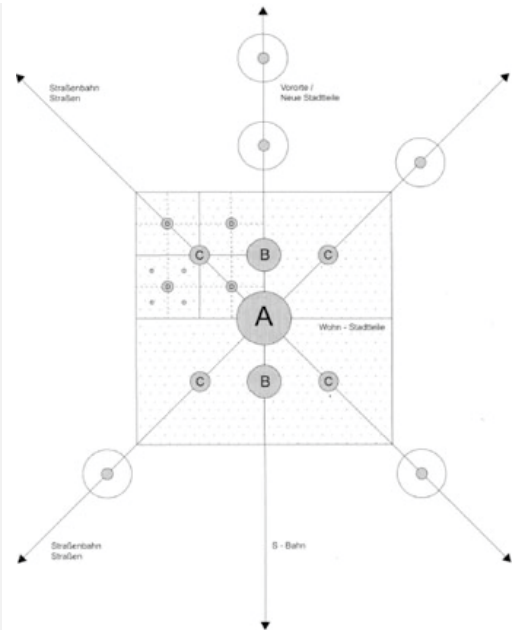 Straßenbahn
Straßen
Vororte /
Neue Stadtteile
D
D
C
B
C
D
D
A
Wohn - Stadtteile
C
B
C
Straßenbahn
Straßen
S - Bahn